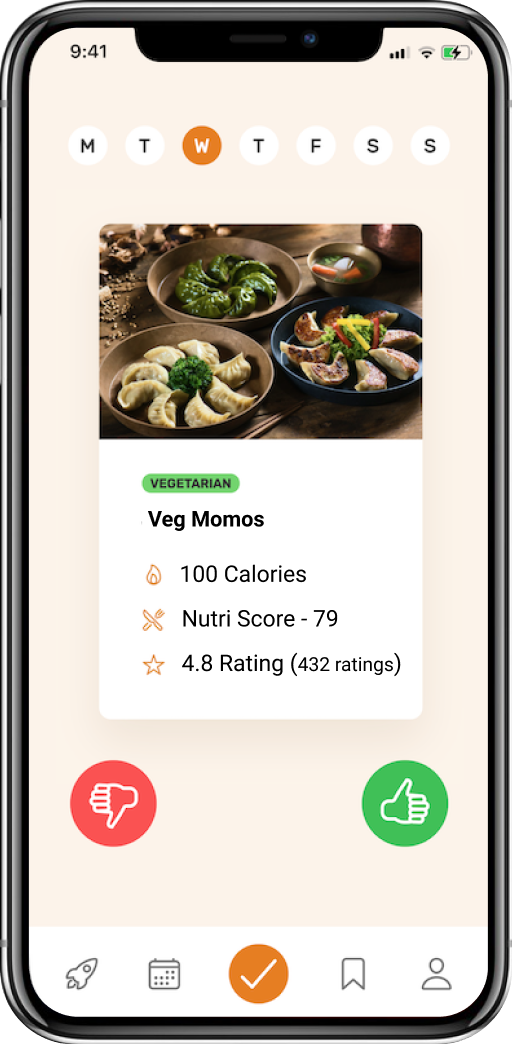 9:41
M T W T F S S
VEGETARIAN
Veg Momos
100 Calories
Nutri Score - 79
4.8 Rating (432 ratings)